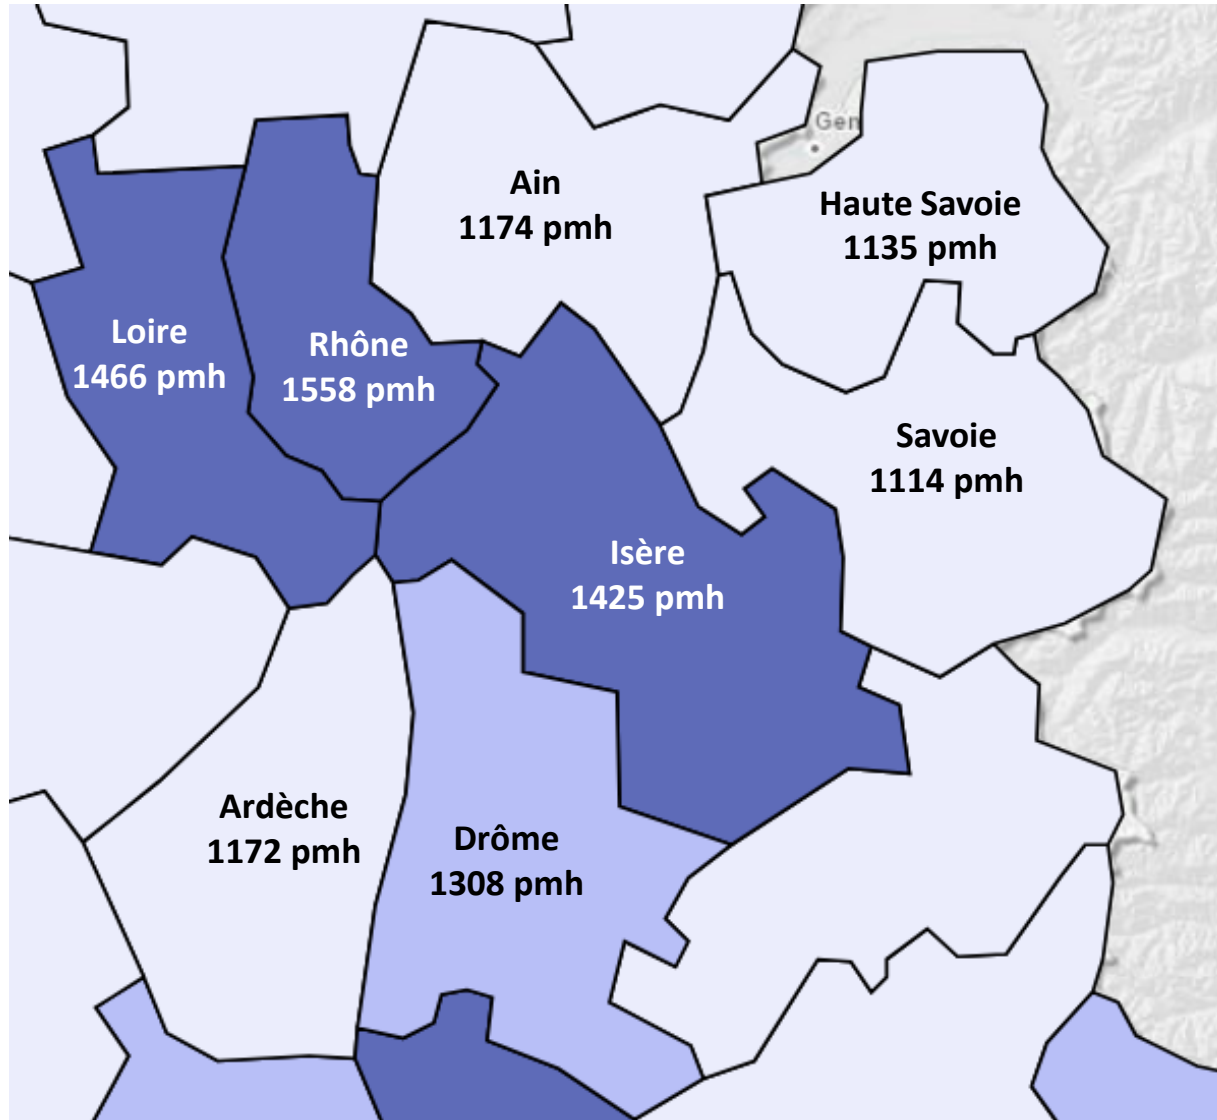 Gen
Ain
1174 pmh
Haute Savoie
1135 pmh
Loire
1466 pmh
Rhône
1558 pmh
Savoie
1114 pmh
Isère
1425 pmh
Ardèche
1172 pmh
Drôme
1308 pmh